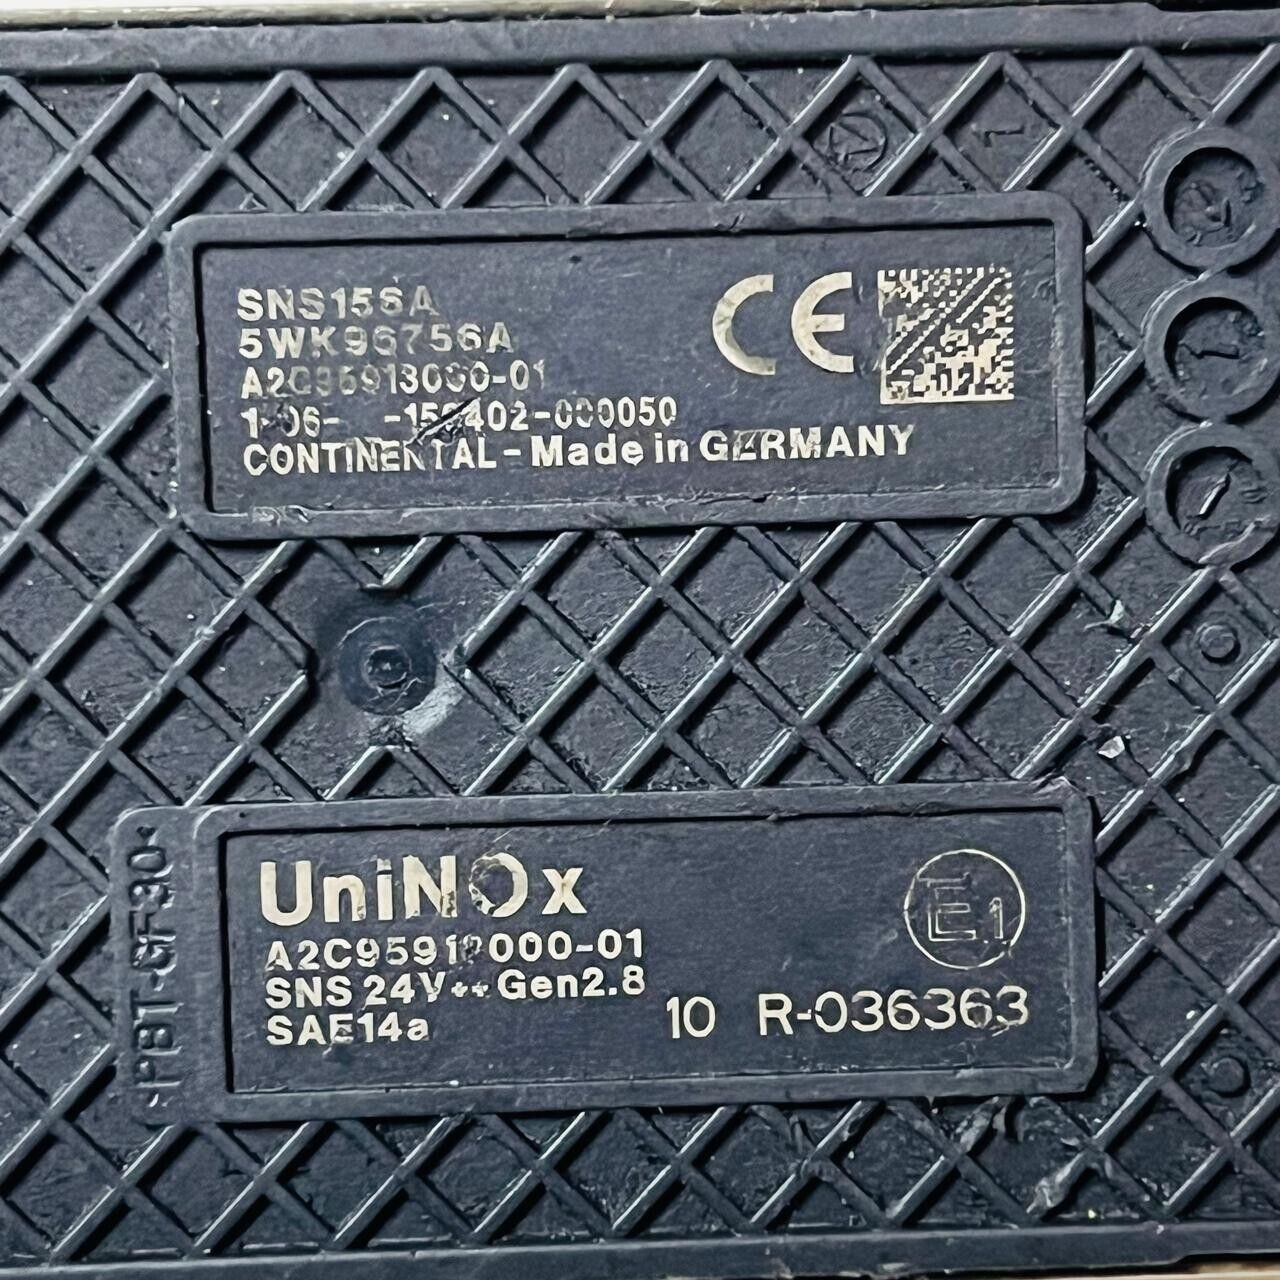 SNS156A
5WK96756A
A2C95913000-01
1-06-   -150402-000050
CONTINENTAL - Made in GERMANY
CE
UniNOx
A2C95913000-01
SNS 24V++ Gen2.8
SAE14a
E1
10 R-036363
-PBT-GF30-